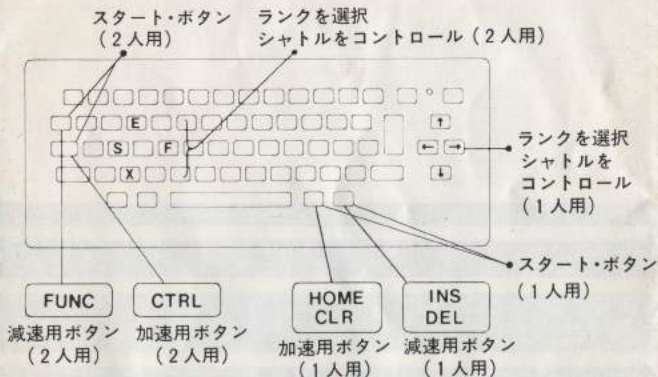 スタート・ボタン
(2人用)
ランクを選択
シャトルをコントロール(2人用)
E
S
F
X
↑
← →
↓
ランクを選択
シャトルを
コントロール
(1人用)
スタート・ボタン
(1人用)
FUNC
減速用ボタン
(2人用)
CTRL
加速用ボタン
(2人用)
HOME
CLR
加速用ボタン
(1人用)
INS
DEL
減速用ボタン
(1人用)